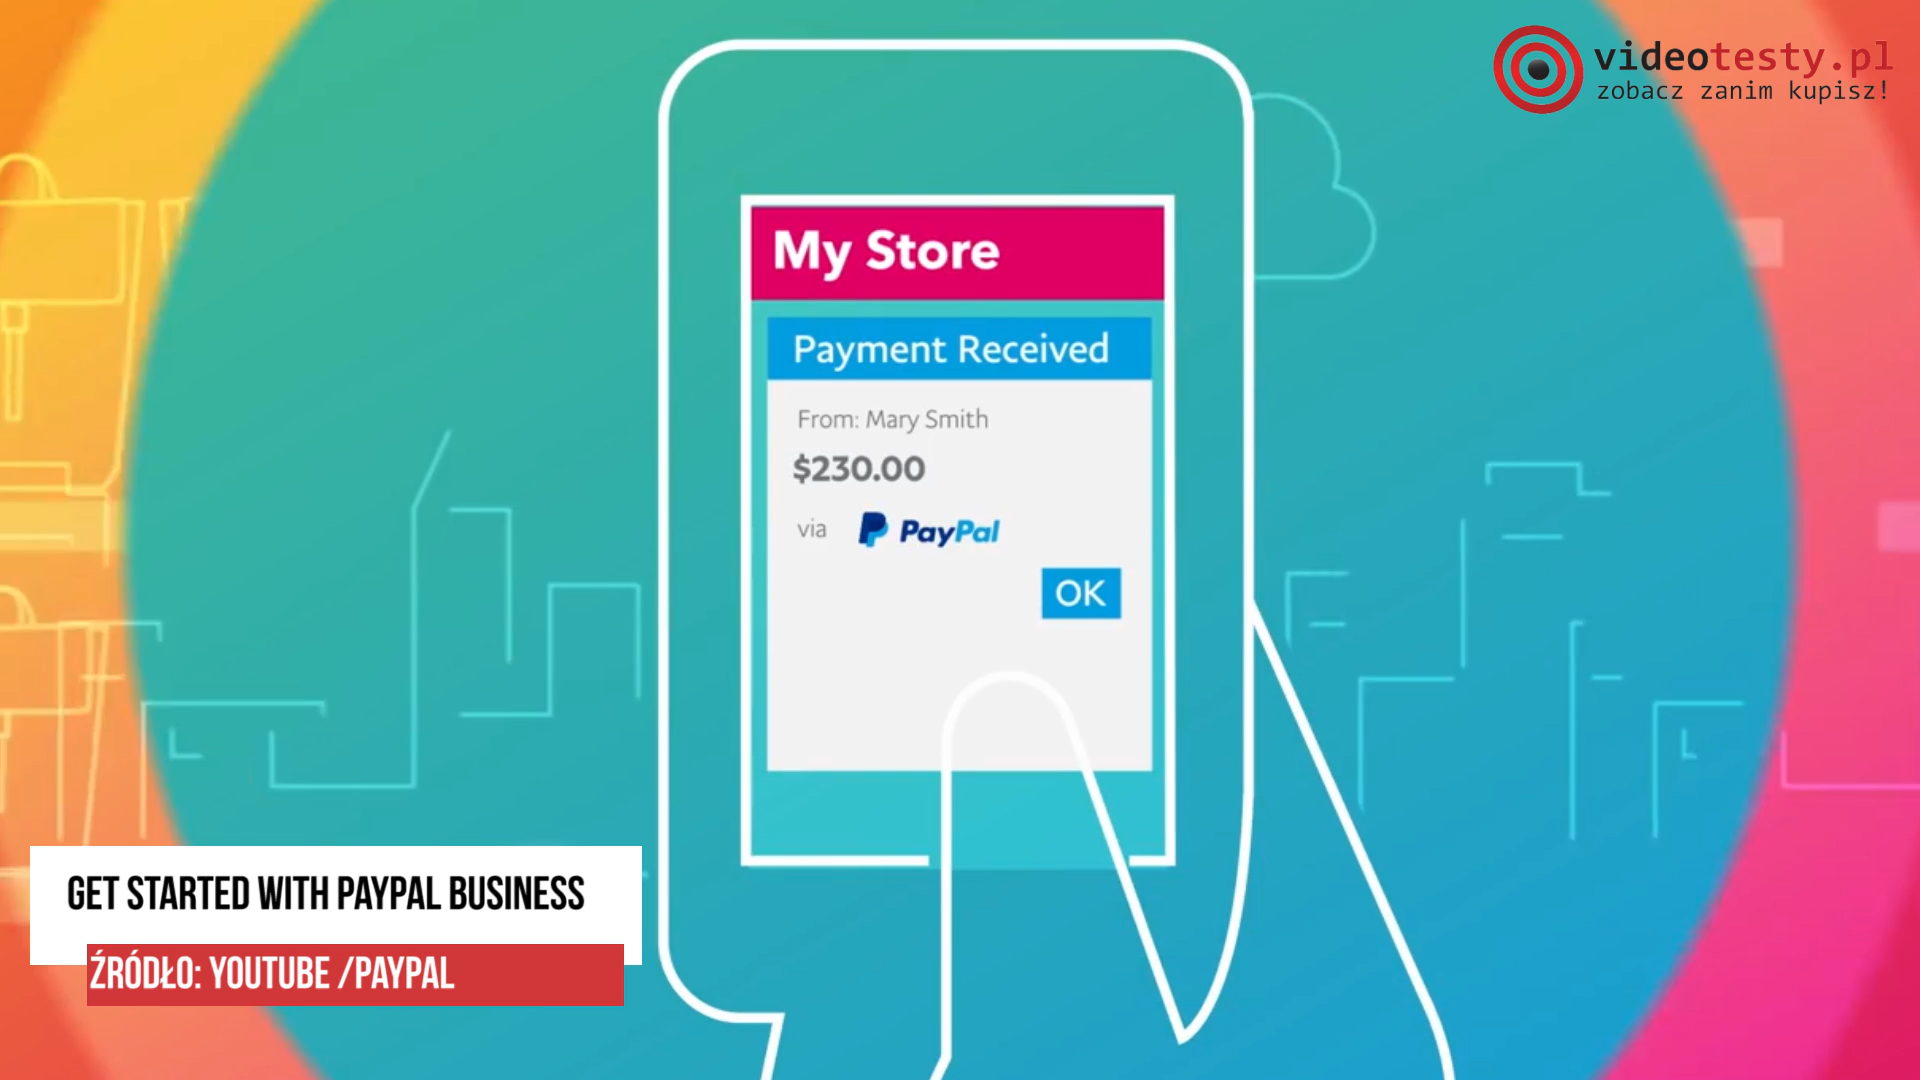 videotesty.pl
zobacz zanim kupisz!
My Store
Payment Received
From: Mary Smith
$230.00
via PayPal
OK
GET STARTED WITH PAYPAL BUSINESS
ŹRÓDŁO: YOUTUBE /PAYPAL